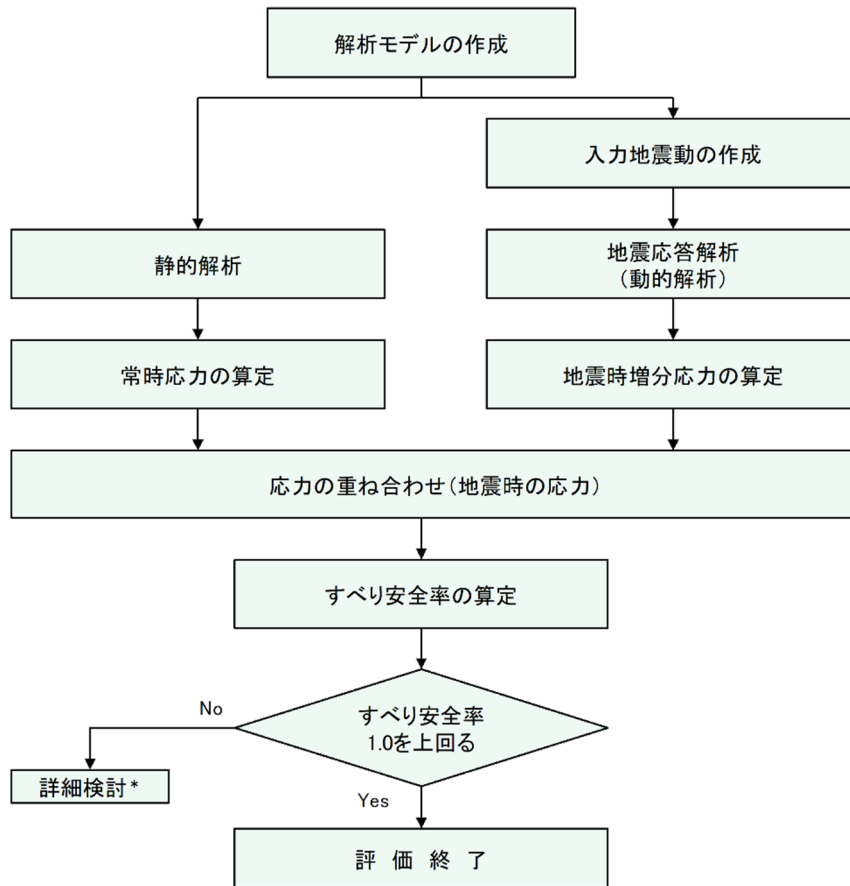 解析モデルの作成
入力地震動の作成
静的解析
地震応答解析
(動的解析)
常時応力の算定
地震時増分応力の算定
応力の重ね合わせ(地震時の応力)
すべり安全率の算定
すべり安全率
1.0を上回る
No
詳細検討*
Yes
評 価 終 了